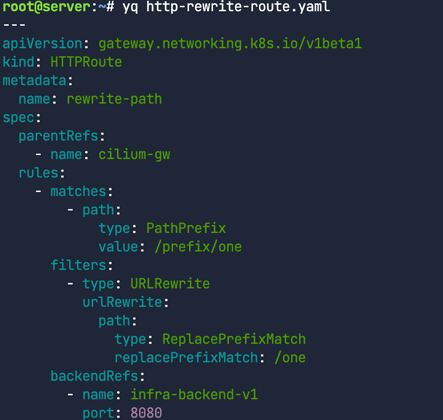 root@server:~# yq http-rewrite-route.yaml
---
apiVersion: gateway.networking.k8s.io/v1beta1
kind: HTTPRoute
metadata:
  name: rewrite-path
spec:
  parentRefs:
    - name: cilium-gw
  rules:
    - matches:
        - path:
            type: PathPrefix
            value: /prefix/one
      filters:
        - type: URLRewrite
          urlRewrite:
            path:
              type: ReplacePrefixMatch
              replacePrefixMatch: /one
      backendRefs:
        - name: infra-backend-v1
          port: 8080